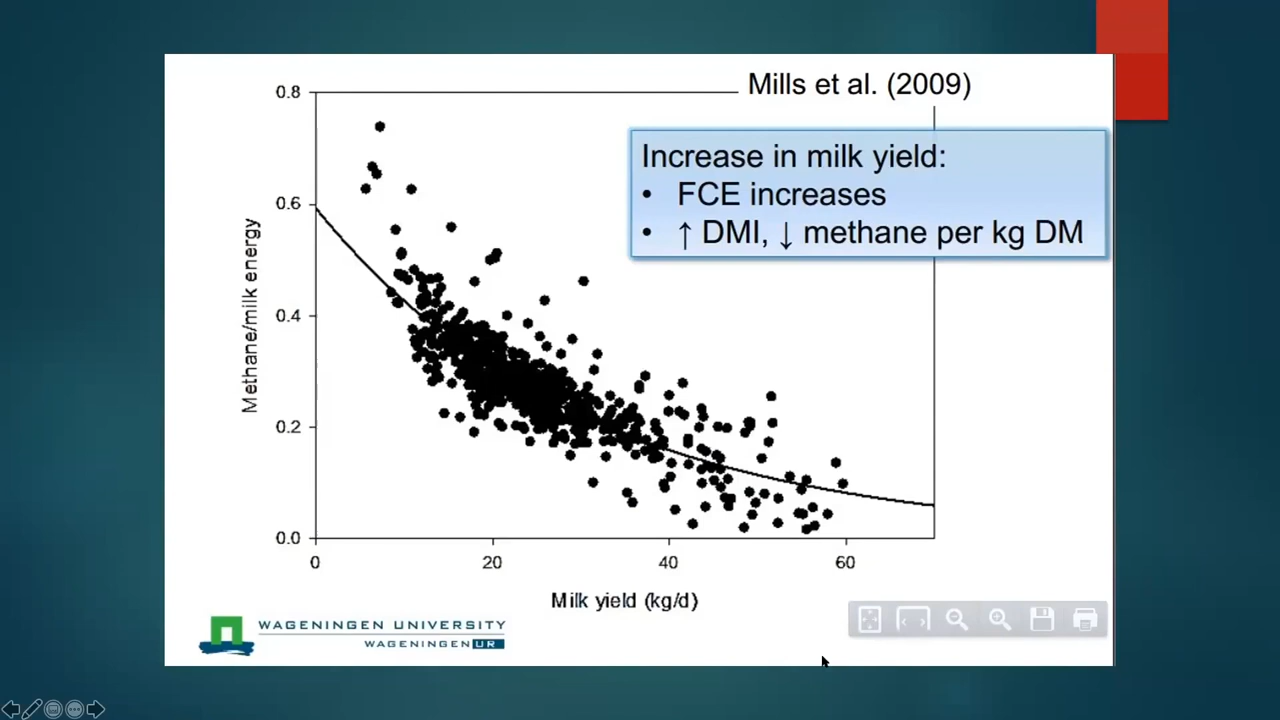 Mills et al. (2009)
Increase in milk yield:
• FCE increases
• ↑ DMI, ↓ methane per kg DM
0.8
0.6
0.4
0.2
0.0
Methane/milk energy
0 20 40 60
Milk yield (kg/d)
WAGENINGEN UNIVERSITY
WAGENINGEN UR